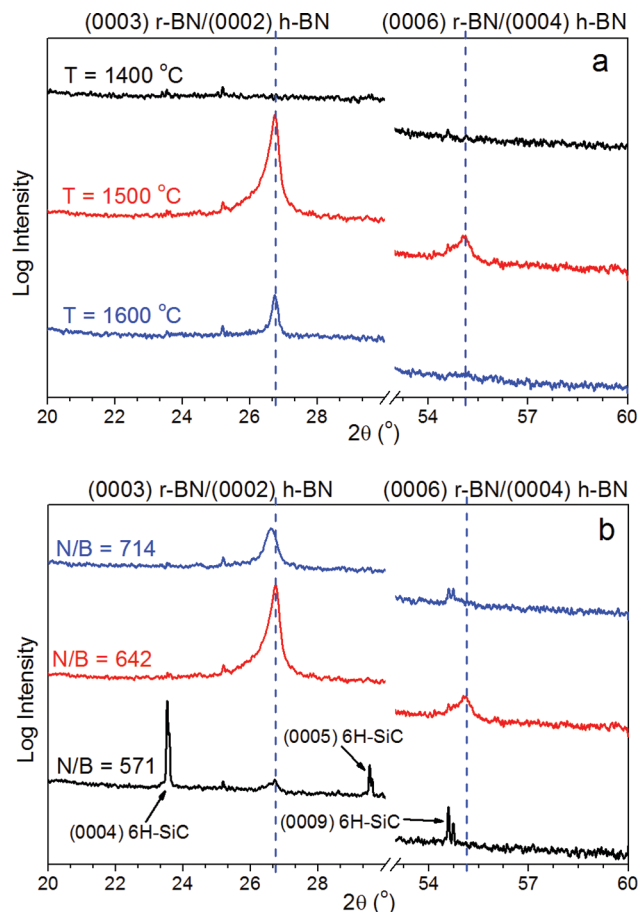 (0003) r-BN/(0002) h-BN (0006) r-BN/(0004) h-BN
a
T = 1400 °C
T = 1500 °C
T = 1600 °C
Log Intensity
20 22 24 26 28 54 57 60
2θ (°)
(0003) r-BN/(0002) h-BN (0006) r-BN/(0004) h-BN
b
N/B = 714
N/B = 642
N/B = 571
(0005) 6H-SiC
(0004) 6H-SiC
(0009) 6H-SiC
Log Intensity
20 22 24 26 28 54 57 60
2θ (°)